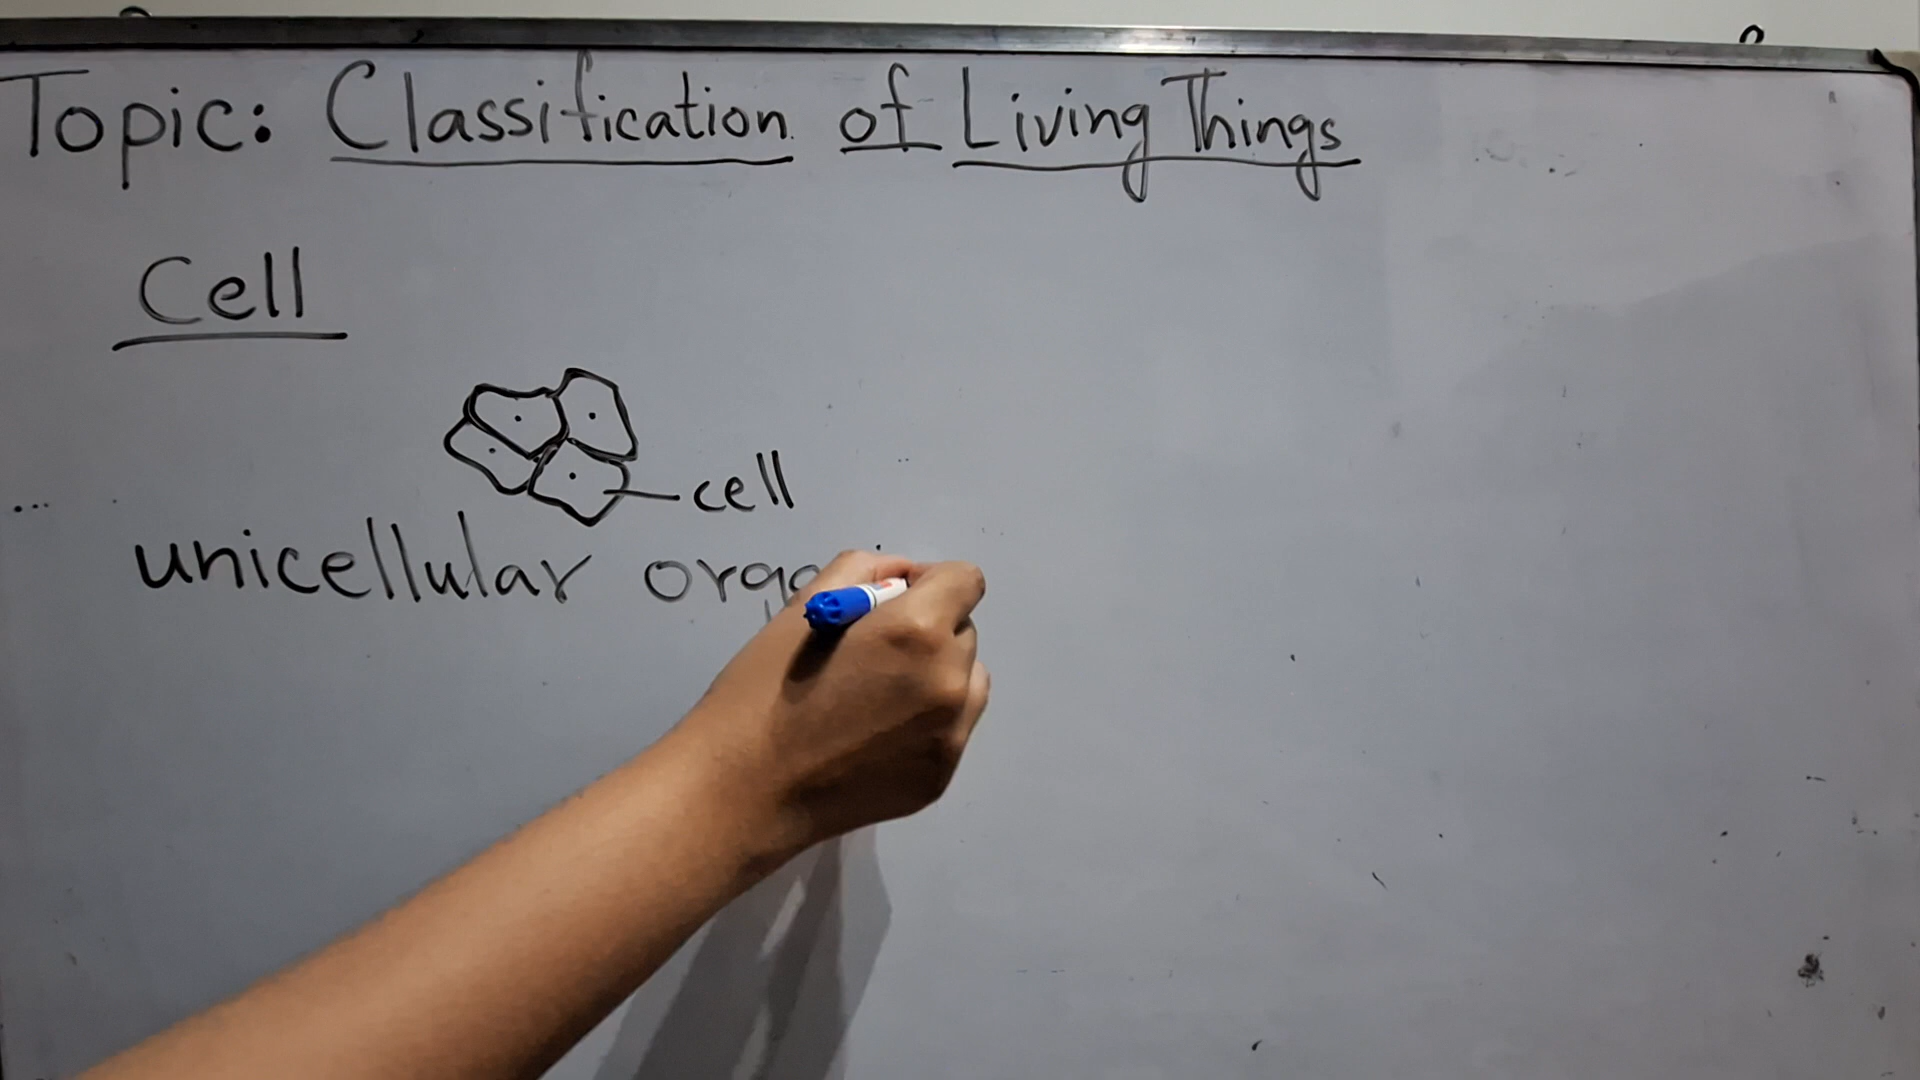 Topic: Classification of Living Things
Cell
cell
unicellular